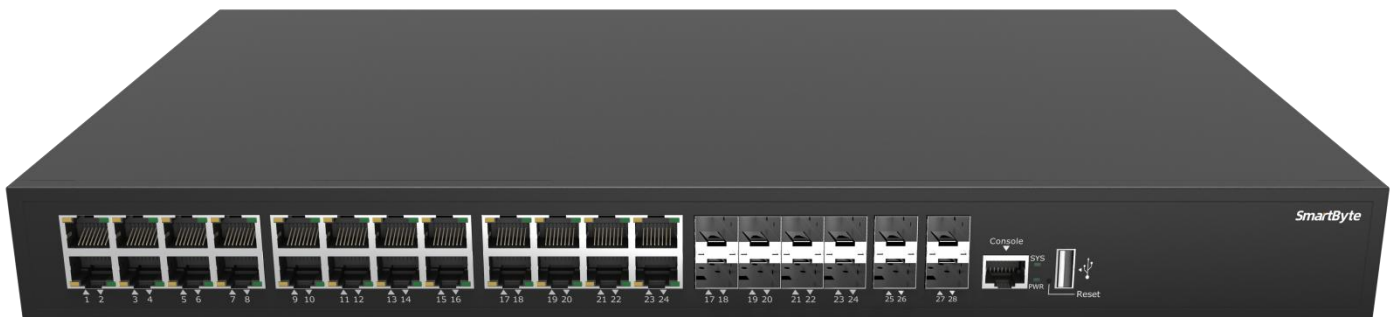 SmartByte
Console
SYS
PWR
Reset
1 2 3 4 5 6 7 8 9 10 11 12 13 14 15 16 17 18 19 20 21 22 23 24 17 18 19 20 21 22 23 24 25 26 27 28